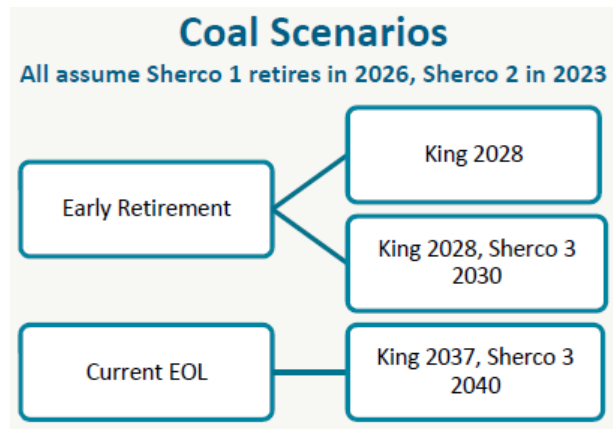 Coal Scenarios
All assume Sherco 1 retires in 2026, Sherco 2 in 2023
Early Retirement
King 2028
King 2028, Sherco 3
2030
Current EOL
King 2037, Sherco 3
2040